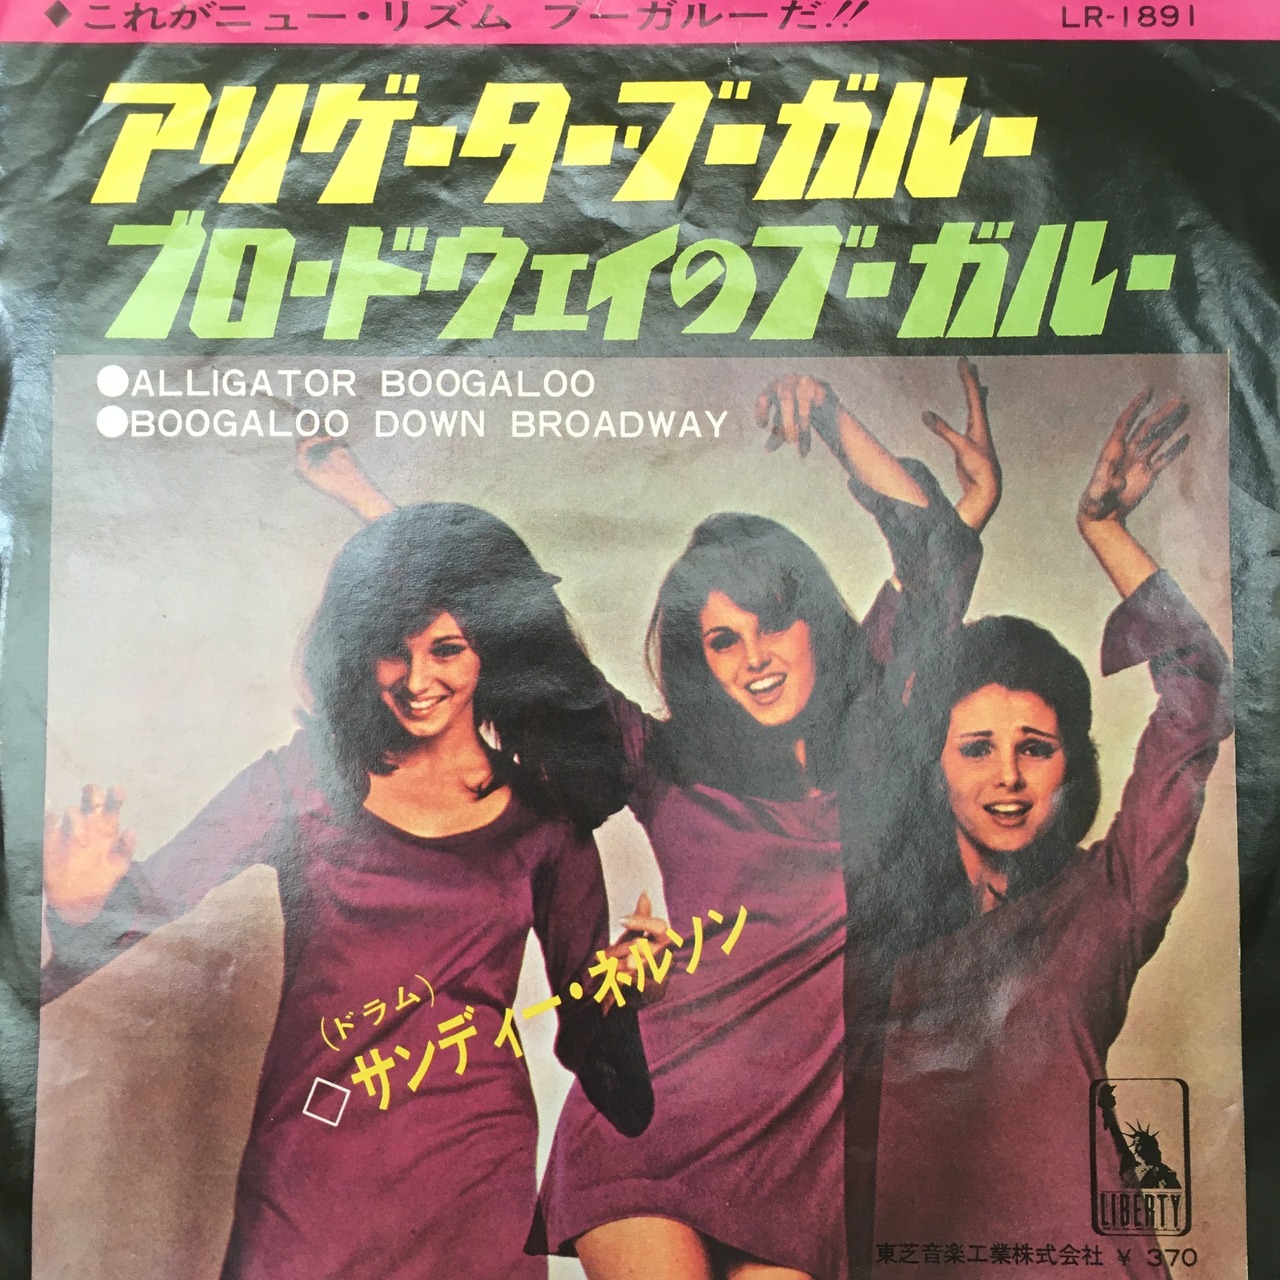 ◆これがニュー・リズム ブーガルーだ!! LR-1891
アリゲーター・ブーガルー
ブロードウェイのブーガルー
●ALLIGATOR BOOGALOO
●BOOGALOO DOWN BROADWAY
(ドラム)
◇サンディー・ネルソン
LIBERTY
東芝音楽工業株式会社 ¥ 370